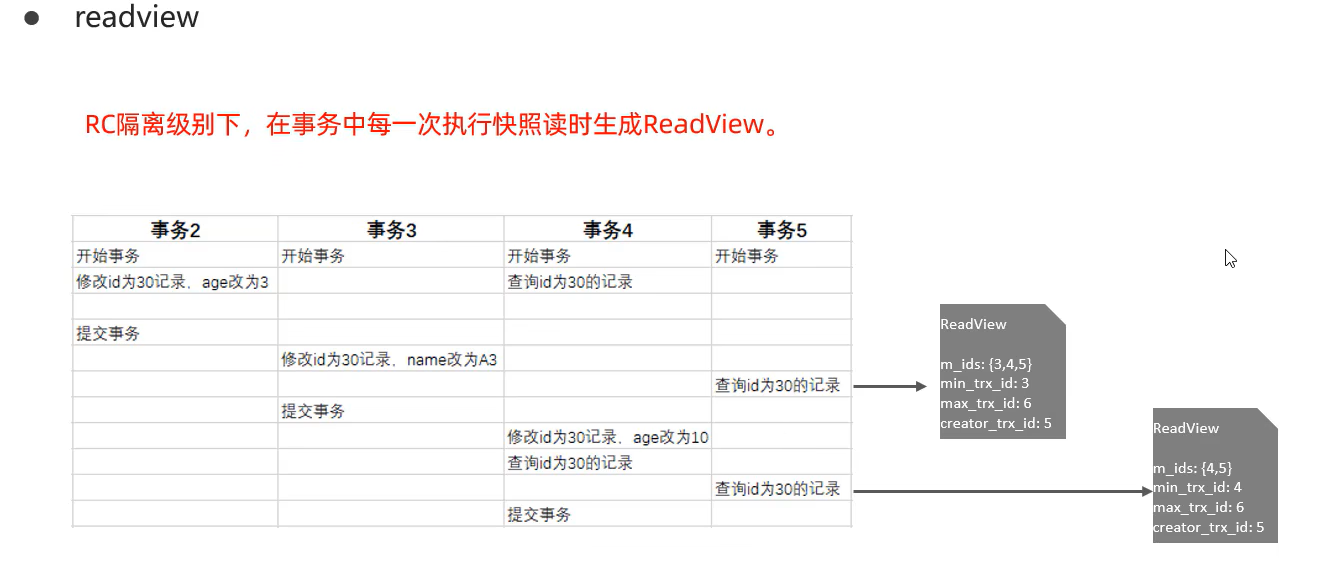 readview
RC隔离级别下，在事务中每一次执行快照读时生成ReadView。
事务2 事务3 事务4 事务5
开始事务 开始事务 开始事务 开始事务
修改id为30记录，age改为3 查询id为30的记录
提交事务
修改id为30记录，name改为A3
查询id为30的记录
提交事务
修改id为30记录，age改为10
查询id为30的记录
查询id为30的记录
提交事务
ReadView
m_ids: {3,4,5}
min_trx_id: 3
max_trx_id: 6
creator_trx_id: 5
ReadView
m_ids: {4,5}
min_trx_id: 4
max_trx_id: 6
creator_trx_id: 5